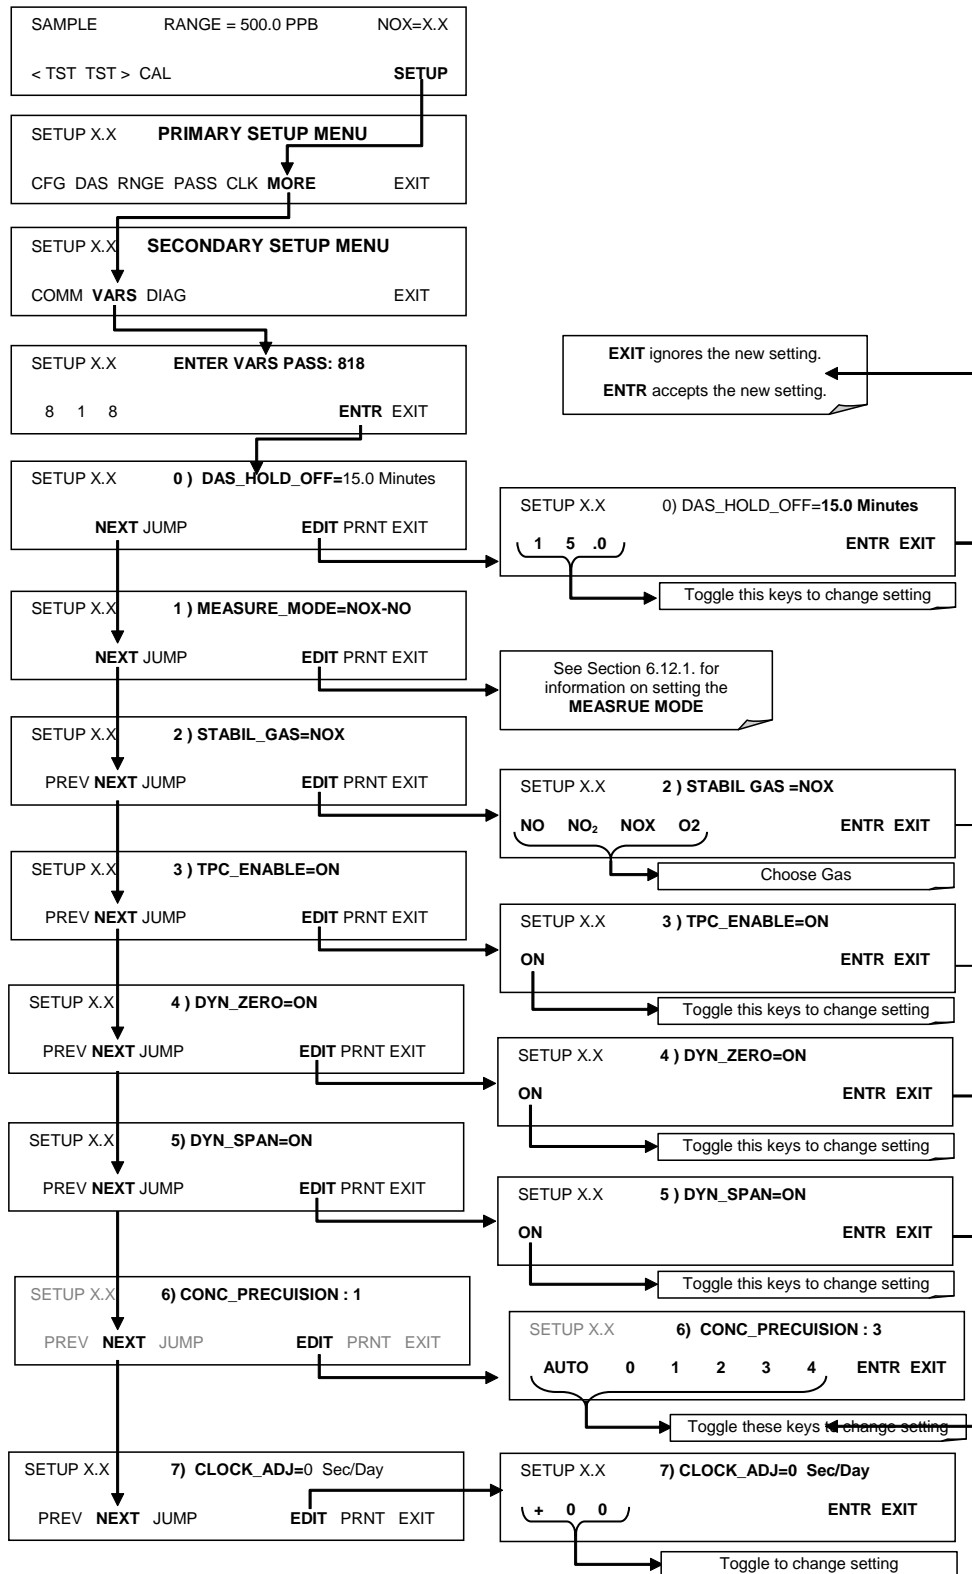 SAMPLE RANGE = 500.0 PPB NOX=X.X
< TST TST > CAL SETUP
SETUP X.X PRIMARY SETUP MENU
CFG DAS RNGE PASS CLK MORE EXIT
SETUP X.X SECONDARY SETUP MENU
COMM VARS DIAG EXIT
SETUP X.X ENTER VARS PASS: 818
8 1 8 ENTR EXIT
EXIT ignores the new setting.
ENTR accepts the new setting.
SETUP X.X 0 ) DAS_HOLD_OFF=15.0 Minutes
NEXT JUMP EDIT PRNT EXIT
SETUP X.X 0) DAS_HOLD_OFF=15.0 Minutes
1 5 .0 ENTR EXIT
Toggle this keys to change setting
SETUP X.X 1 ) MEASURE_MODE=NOX-NO
NEXT JUMP EDIT PRNT EXIT
See Section 6.12.1. for
information on setting the
MEASRUE MODE
SETUP X.X 2 ) STABIL_GAS=NOX
PREV NEXT JUMP EDIT PRNT EXIT
SETUP X.X 2 ) STABIL GAS =NOX
NO NO₂ NOX O2 ENTR EXIT
Choose Gas
SETUP X.X 3 ) TPC_ENABLE=ON
PREV NEXT JUMP EDIT PRNT EXIT
SETUP X.X 3 ) TPC_ENABLE=ON
ON ENTR EXIT
Toggle this keys to change setting
SETUP X.X 4 ) DYN_ZERO=ON
PREV NEXT JUMP EDIT PRNT EXIT
SETUP X.X 4 ) DYN_ZERO=ON
ON ENTR EXIT
Toggle this keys to change setting
SETUP X.X 5) DYN_SPAN=ON
PREV NEXT JUMP EDIT PRNT EXIT
SETUP X.X 5 ) DYN_SPAN=ON
ON ENTR EXIT
Toggle this keys to change setting
SETUP X.X 6) CONC_PRECUISION : 1
PREV NEXT JUMP EDIT PRNT EXIT
SETUP X.X 6) CONC_PRECUISION : 3
AUTO 0 1 2 3 4 ENTR EXIT
Toggle these keys to change setting
SETUP X.X 7) CLOCK_ADJ=0 Sec/Day
PREV NEXT JUMP EDIT PRNT EXIT
SETUP X.X 7) CLOCK_ADJ=0 Sec/Day
+ 0 0 ENTR EXIT
Toggle to change setting